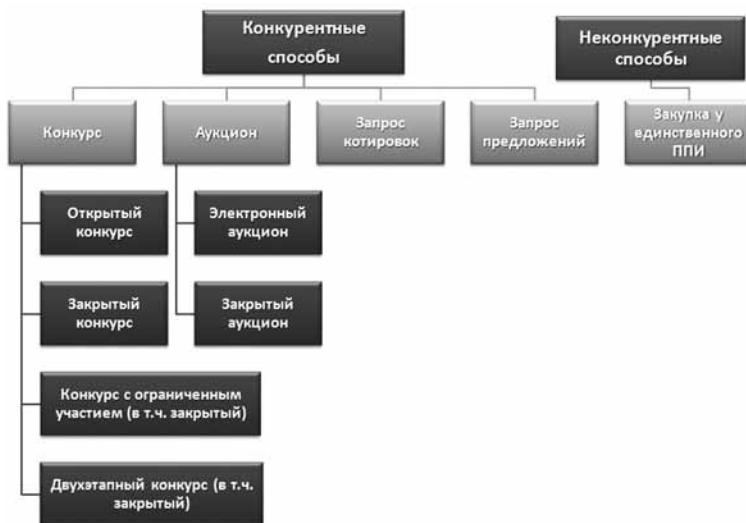 Конкурентные
способы
Неконкурентные
способы
Конкурс
Аукцион
Запрос
котировок
Запрос
предложений
Закупка у
единственного
ППИ
Открытый
конкурс
Электронный
аукцион
Закрытый
конкурс
Закрытый
аукцион
Конкурс с ограниченным
участием (в т.ч. закрытый)
Двухэтапный конкурс (в т.ч.
закрытый)